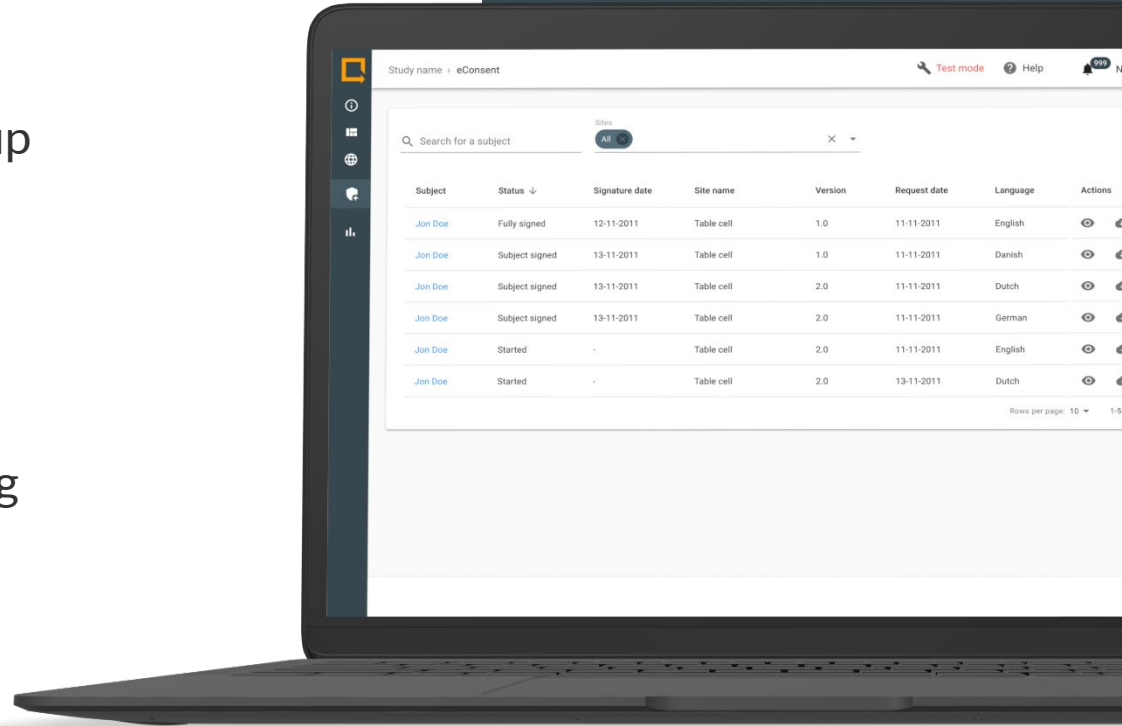 up
g
Study name › eConsent
Test mode
Help
999
N
Search for a subject
Sites
All
Subject Status ↓ Signature date Site name Version Request date Language Actions
Jon Doe Fully signed 12-11-2011 Table cell 1.0 11-11-2011 English
Jon Doe Subject signed 13-11-2011 Table cell 1.0 11-11-2011 Danish
Jon Doe Subject signed 13-11-2011 Table cell 2.0 11-11-2011 Dutch
Jon Doe Subject signed 13-11-2011 Table cell 2.0 11-11-2011 German
Jon Doe Started - Table cell 2.0 11-11-2011 English
Jon Doe Started - Table cell 2.0 13-11-2011 Dutch
Rows per page: 10 1-5